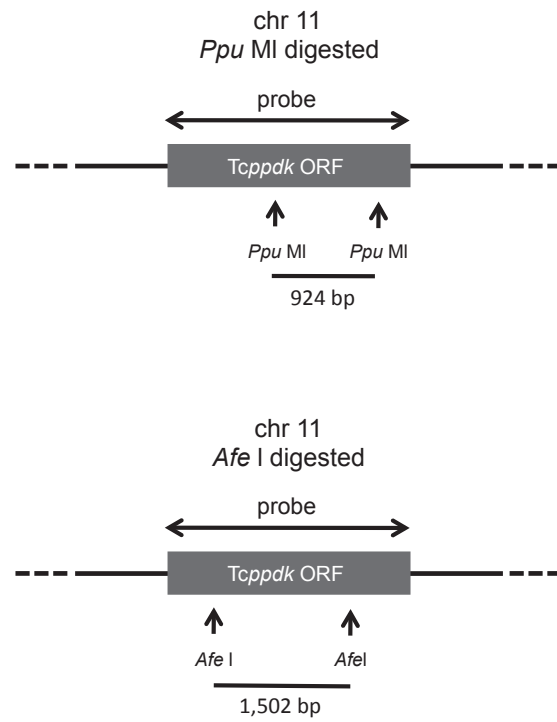 chr 11
Ppu MI digested
probe
Tcppdk ORF
Ppu MI Ppu MI
924 bp
chr 11
Afe I digested
probe
Tcppdk ORF
Afe I AfeI
1,502 bp